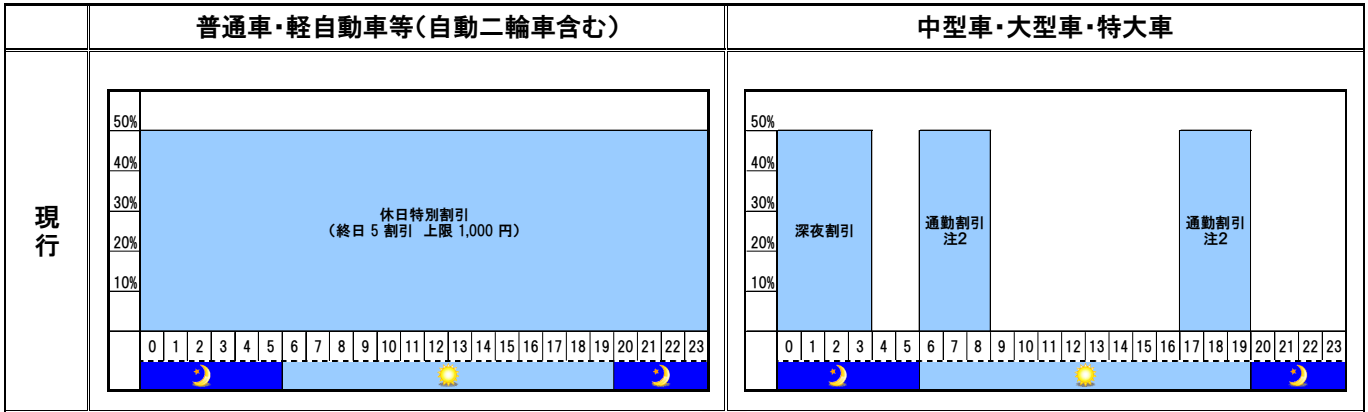 普通車・軽自動車等(自動二輪車含む)
中型車・大型車・特大車
現行
50%
40%
30%
20%
10%
休日特別割引
(終日 5 割引 上限 1,000 円)
0 1 2 3 4 5 6 7 8 9 10 11 12 13 14 15 16 17 18 19 20 21 22 23
50%
40%
30%
20%
10%
深夜割引
通勤割引
注2
通勤割引
注2
0 1 2 3 4 5 6 7 8 9 10 11 12 13 14 15 16 17 18 19 20 21 22 23